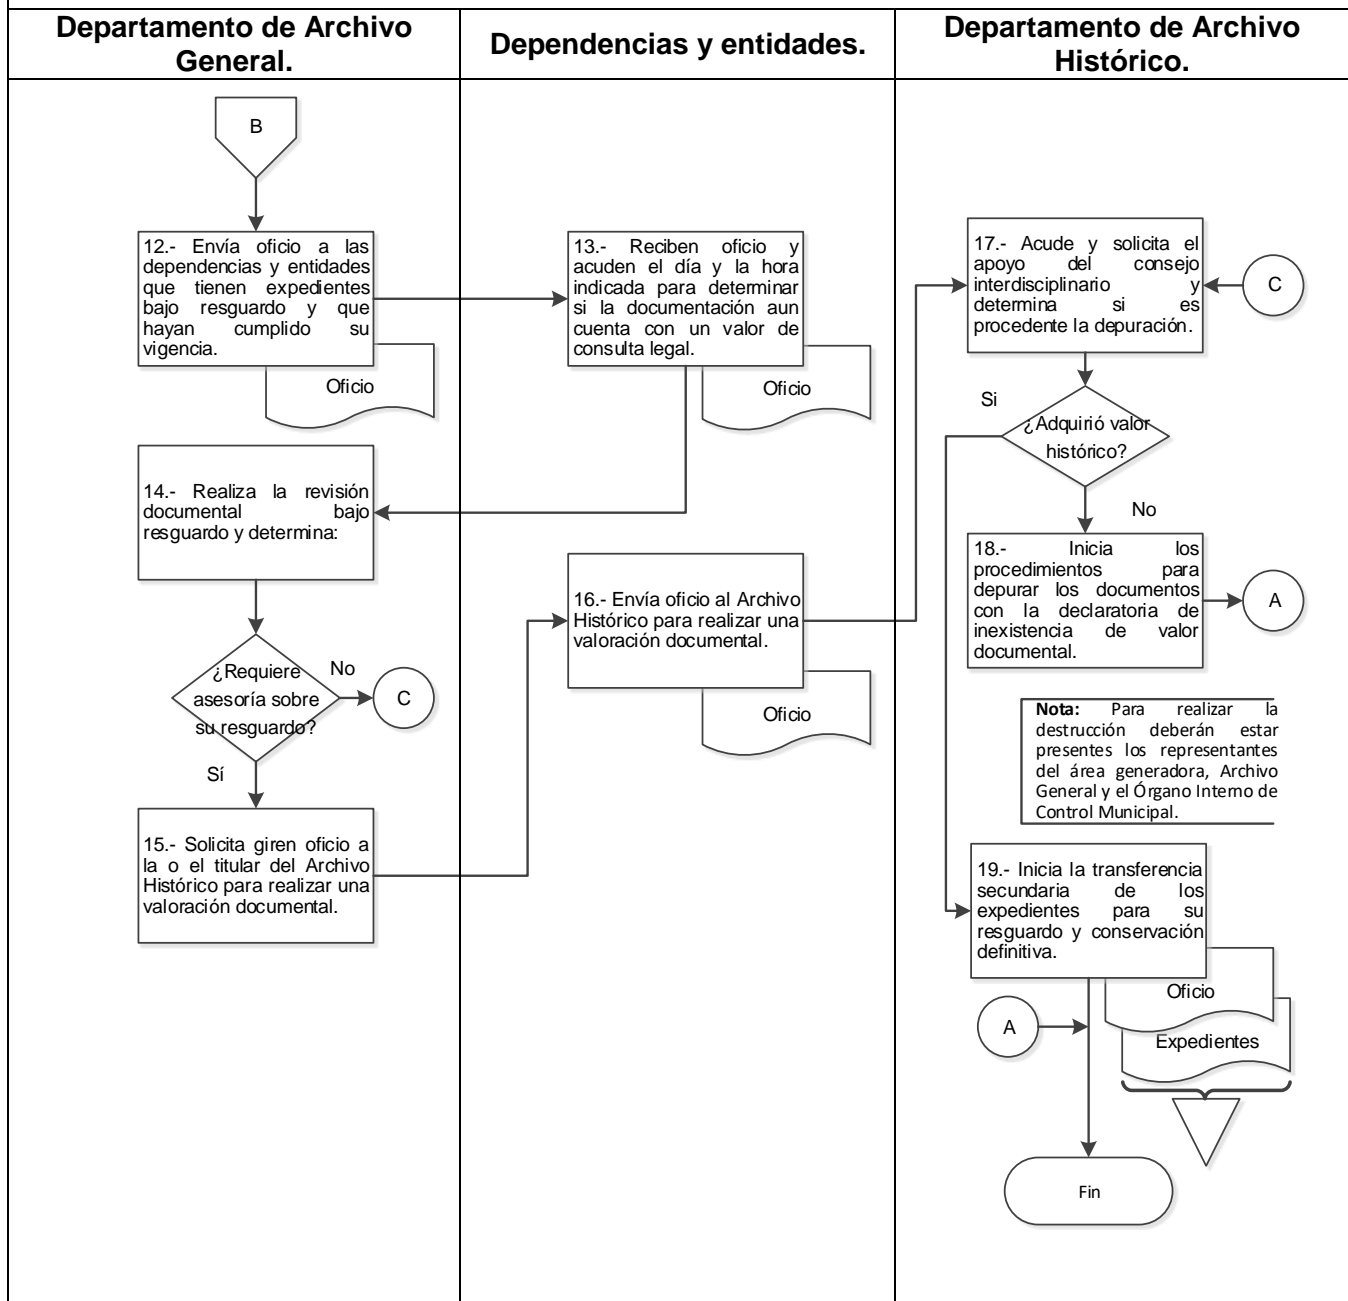 Departamento de Archivo
General.
Dependencias y entidades.
Departamento de Archivo
Histórico.
B
12.- Envía oficio a las
dependencias y entidades
que tienen expedientes
bajo resguardo y que
hayan cumplido su
vigencia.
Oficio
13.- Reciben oficio y
acuden el día y la hora
indicada para determinar
si la documentación aun
cuenta con un valor de
consulta legal.
Oficio
14.- Realiza la revisión
documental bajo
resguardo y determina:
¿Requiere
asesoría sobre
su resguardo?
No
C
Sí
15.- Solicita giren oficio a
la o el titular del Archivo
Histórico para realizar una
valoración documental.
16.- Envía oficio al Archivo
Histórico para realizar una
valoración documental.
Oficio
17.- Acude y solicita el
apoyo del consejo
interdisciplinario y
determina si es
procedente la depuración.
C
Si
¿Adquirió valor
histórico?
No
18.- Inicia los
procedimientos para
depurar los documentos
con la declaratoria de
inexistencia de valor
documental.
A
Nota: Para realizar la
destrucción deberán estar
presentes los representantes
del área generadora, Archivo
General y el Órgano Interno de
Control Municipal.
19.- Inicia la transferencia
secundaria de los
expedientes para su
resguardo y conservación
definitiva.
Oficio
Expedientes
A
Fin